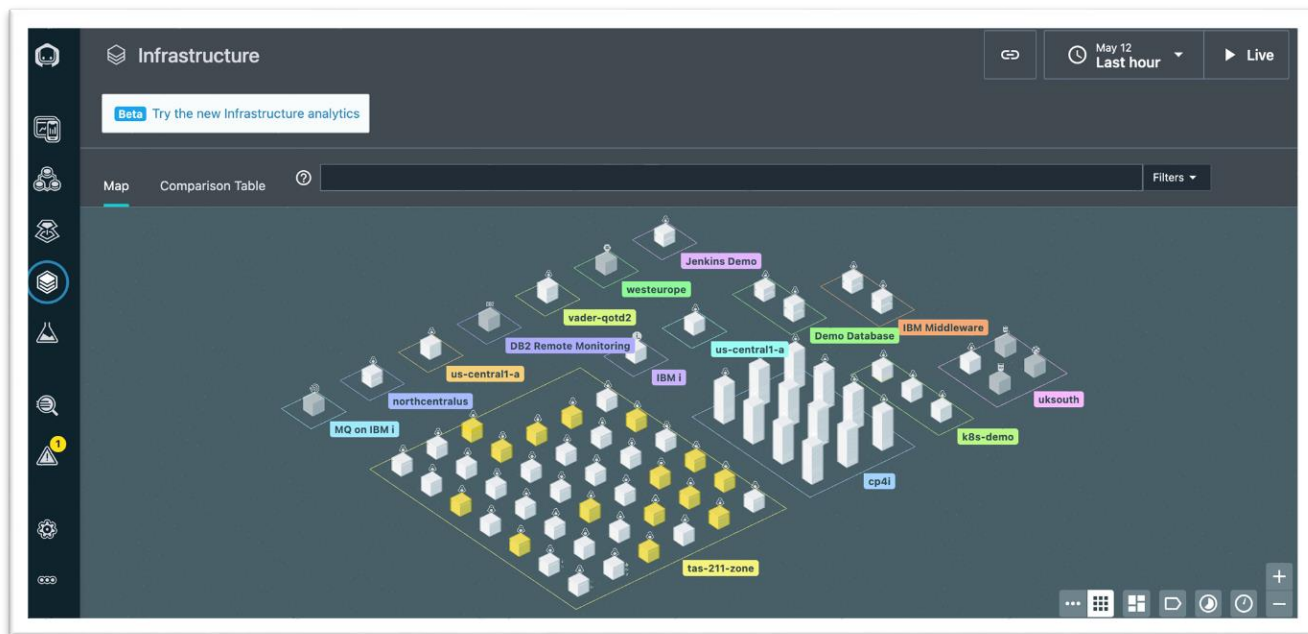 Infrastructure
May 12
Last hour
Live
Beta Try the new Infrastructure analytics
Map
Comparison Table
Filters
Jenkins Demo
westeurope
vader-qotd2
DB2 Remote Monitoring
us-central1-a
Demo Database
IBM Middleware
us-central1-a
IBM i
northcentralus
uksouth
MQ on IBM i
k8s-demo
cp4i
tas-211-zone
1